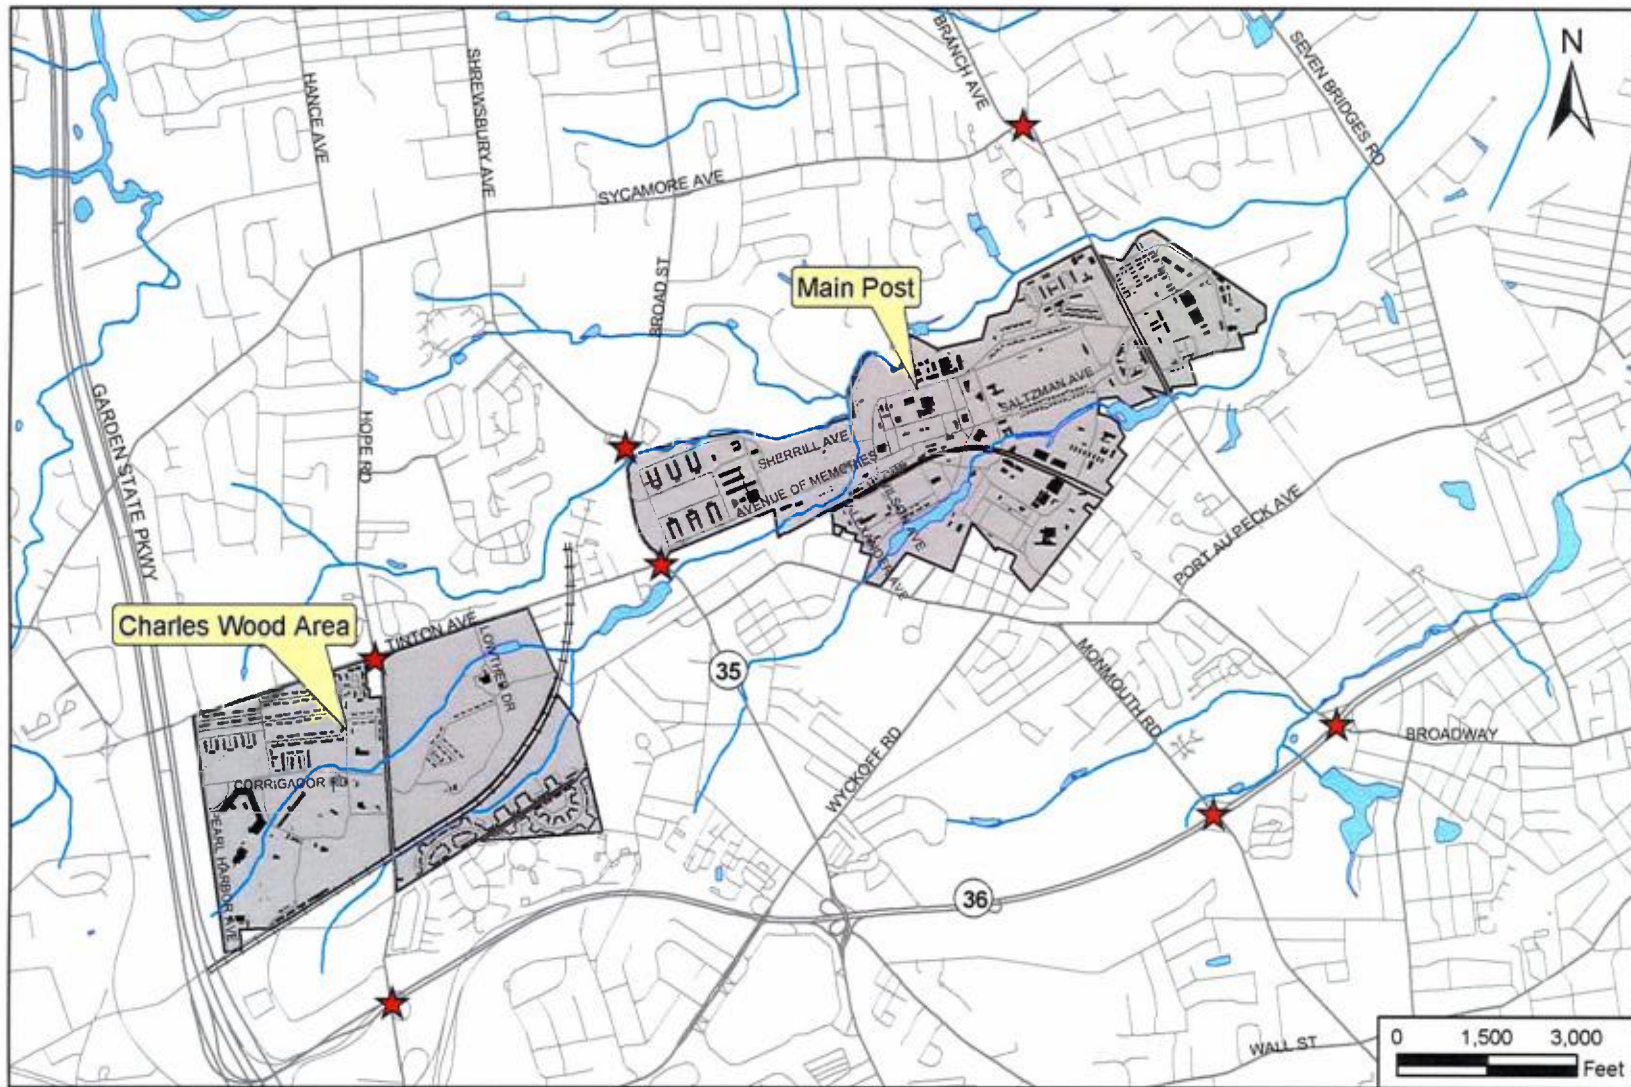 BRANCH AVE
SEVEN BRIDGES RD
N
HANCE AVE
SHREWSBURY AVE
SYCAMORE AVE
BROAD ST
Main Post
GARDEN STATE PKWY
HOPE RD
SALTZMAN AVE
SHERRILL AVE
AVENUE OF MEMORIES
WILSON AVE
PORT AU PECK AVE
Charles Wood Area
TINTON AVE
LOWTHER DR
35
MONMOUTH RD
WYCKOFF RD
BROADWAY
CORRIGADOR RD
PEARL HARBOR AVE
36
WALL ST
0 1,500 3,000
Feet